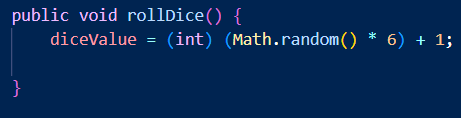 public void rollDice() {
diceValue = (int) (Math.random() * 6) + 1;
}